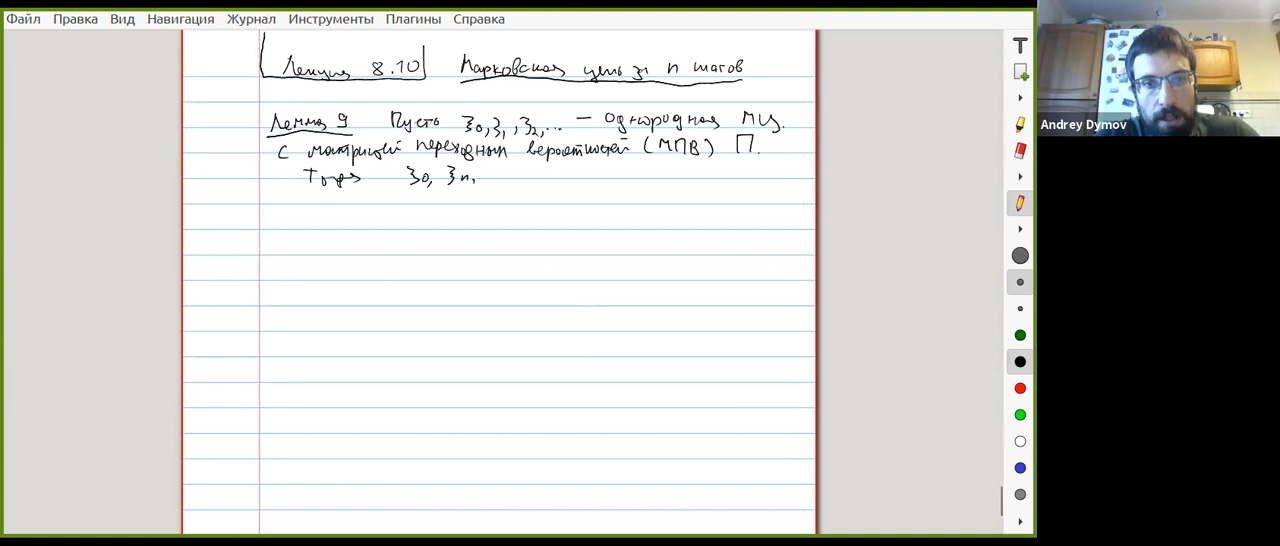 Файл Правка Вид Навигация Журнал Инструменты Плагины Справка
Лекция 8.10 Марковская цепь за n шагов
Лемма 9 Пусть ξ₀, ξ₁, ξ₂, ... — однородная МЦ.
с матрицей переходных вероятностей (МПВ) П.
Тогда ξ₀, ξₙ,
Andrey Dymov